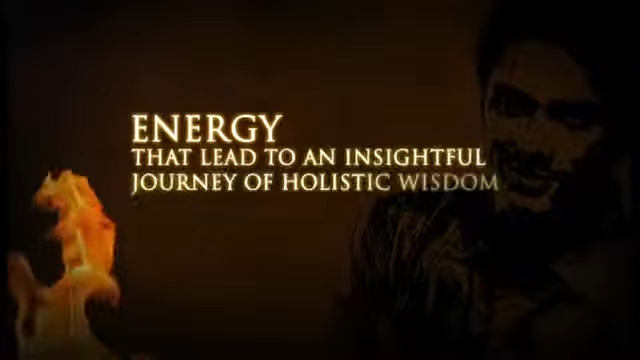 ENERGY
THAT LEAD TO AN INSIGHTFUL
JOURNEY OF HOLISTIC WISDOM